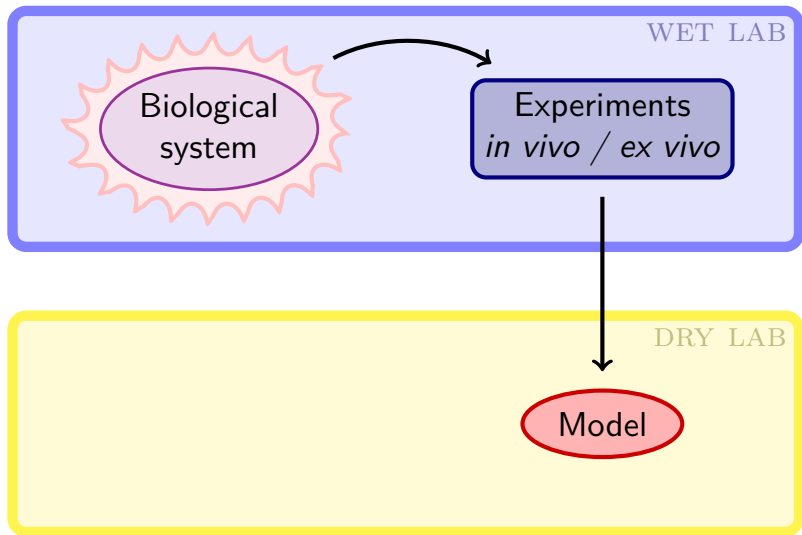 WET LAB
Biological
system
Experiments
in vivo / ex vivo
DRY LAB
Model